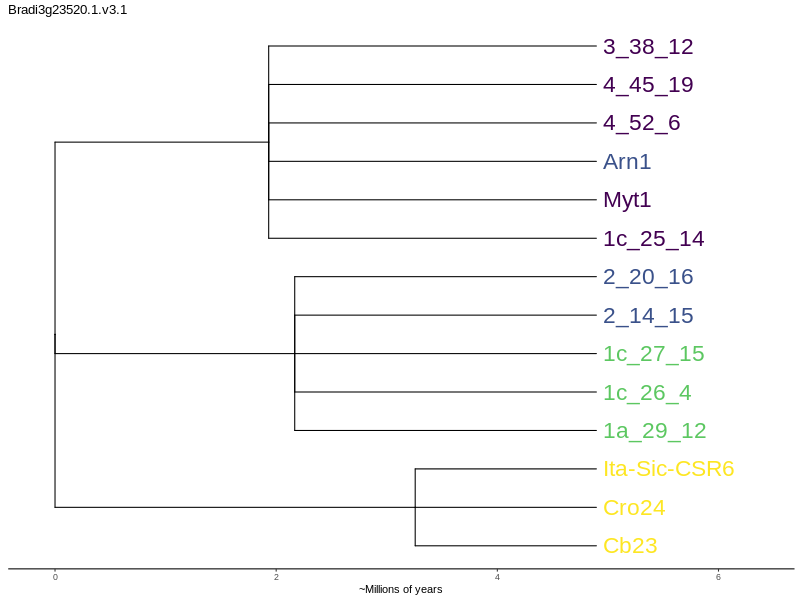 Bradi3g23520.1.v3.1
3_38_12
4_45_19
4_52_6
Arn1
Myt1
1c_25_14
2_20_16
2_14_15
1c_27_15
1c_26_4
1a_29_12
Ita-Sic-CSR6
Cro24
Cb23
0 2 4 6
~Millions of years